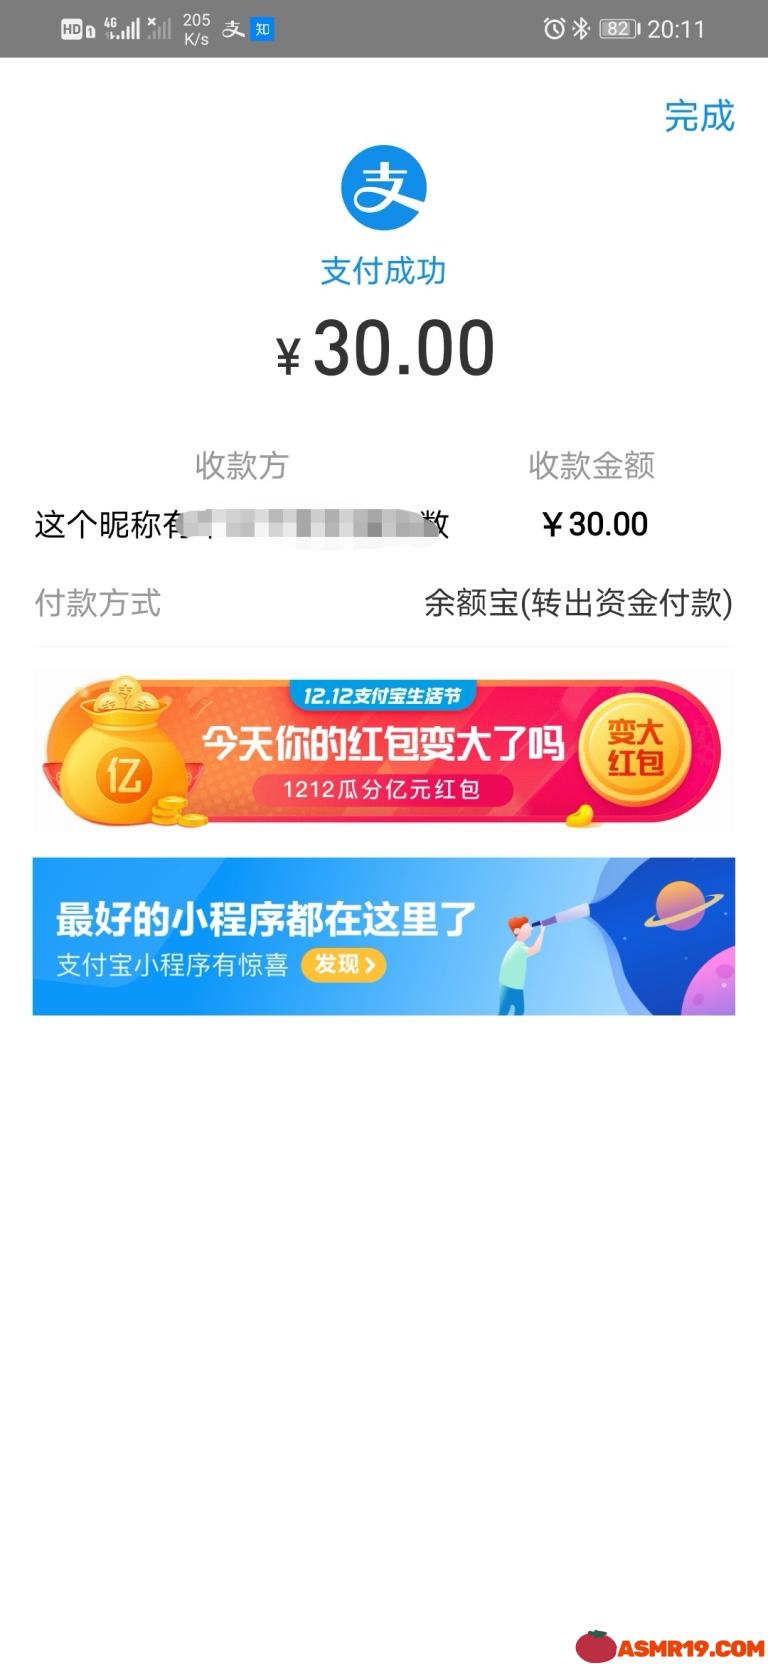 HD 1 4G 205 K/s 支 知 82 20:11
完成
支
支付成功
¥30.00
收款方 收款金额
这个昵称有 数 ¥30.00
付款方式 余额宝(转出资金付款)
12.12支付宝生活节
今天你的红包变大了吗
1212瓜分亿元红包
亿
变大
红包
最好的小程序都在这里了
支付宝小程序有惊喜 发现>
ASMR19.COM